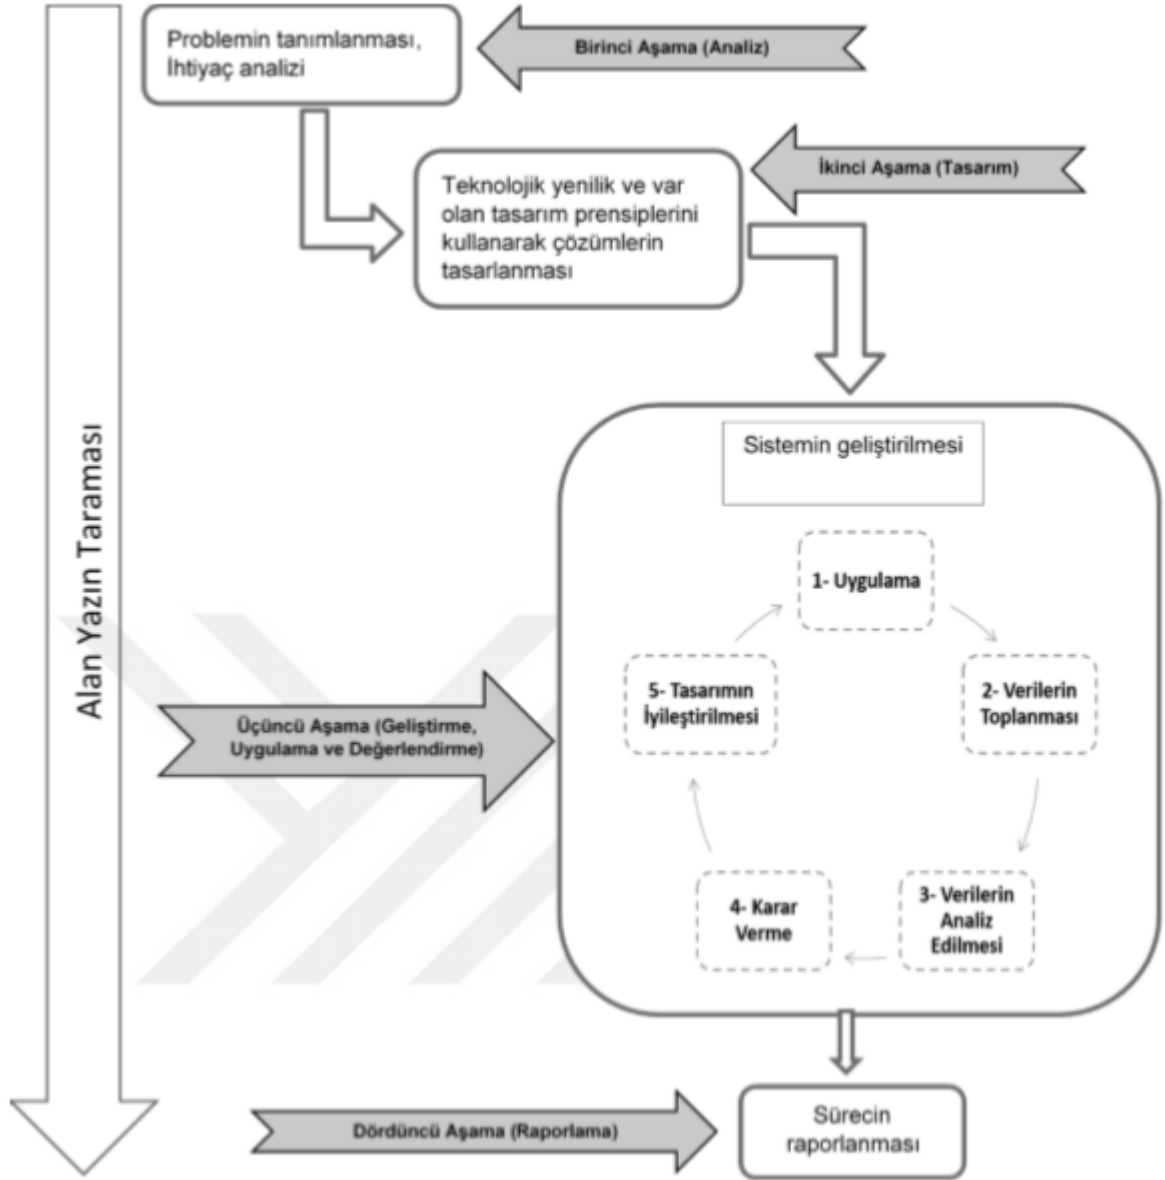 Problemin tanımlanması,
İhtiyaç analizi
Birinci Aşama (Analiz)
Teknolojik yenilik ve var
olan tasarım prensiplerini
kullanarak çözümlerin
tasarlanması
İkinci Aşama (Tasarım)
Alan Yazın Taraması
Sistemin geliştirilmesi
1- Uygulama
2- Verilerin
Toplanması
3- Verilerin
Analiz
Edilmesi
4- Karar
Verme
5- Tasarımın
İyileştirilmesi
Üçüncü Aşama (Geliştirme,
Uygulama ve Değerlendirme)
Dördüncü Aşama (Raporlama)
Sürecin
raporlanması